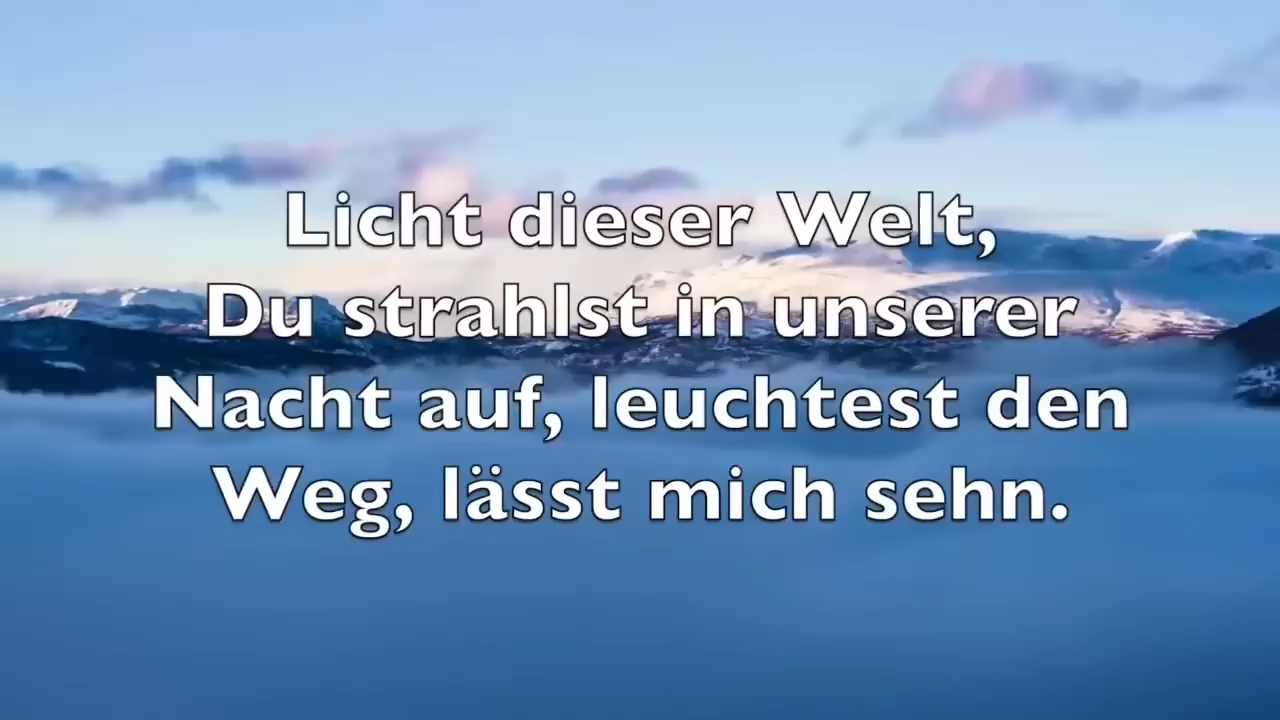 Licht dieser Welt,
Du strahlst in unserer
Nacht auf, leuchtest den
Weg, lässt mich sehn.